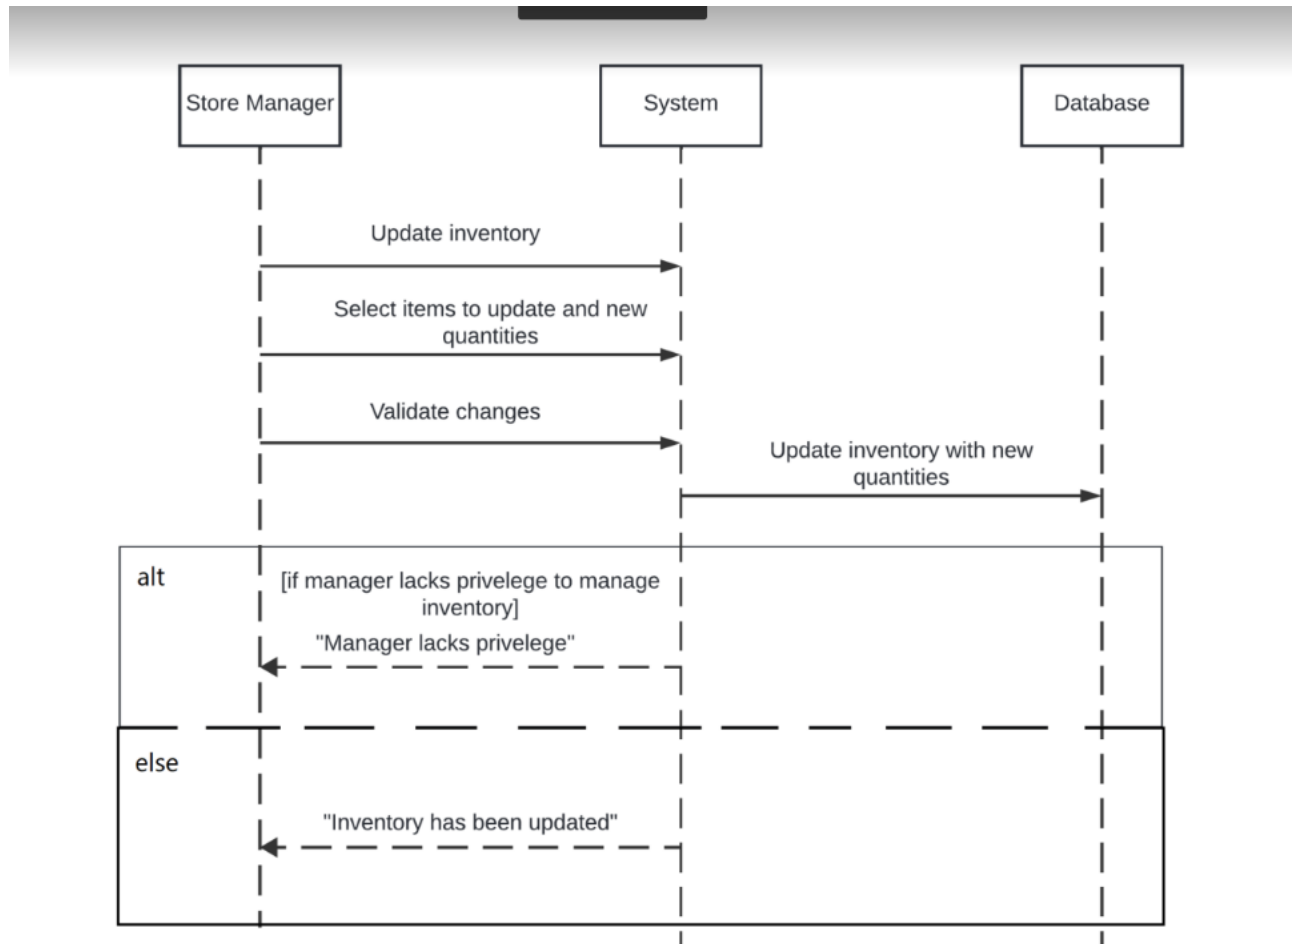 Store Manager
System
Database
Update inventory
Select items to update and new
quantities
Validate changes
Update inventory with new
quantities
alt
[if manager lacks privelege to manage
inventory]
"Manager lacks privelege"
else
"Inventory has been updated"